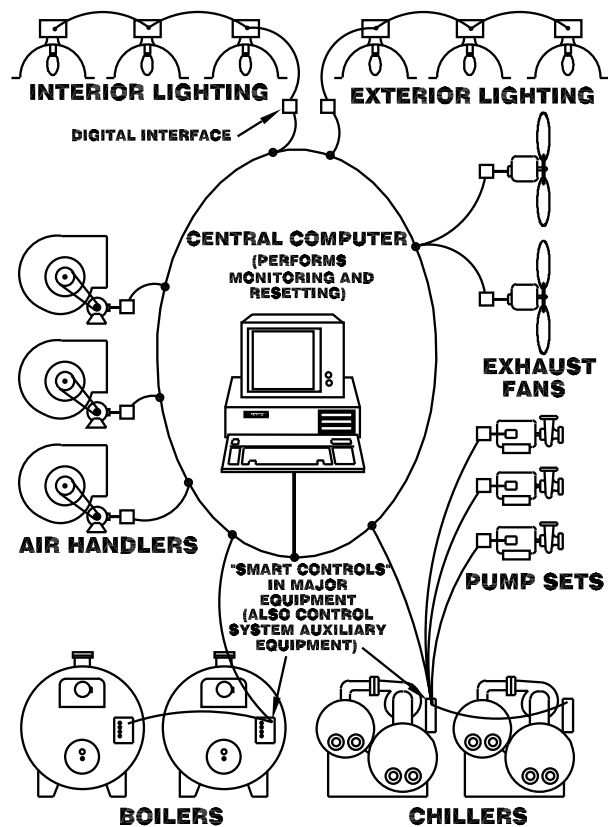 INTERIOR LIGHTING
EXTERIOR LIGHTING
DIGITAL INTERFACE
CENTRAL COMPUTER
(PERFORMS
MONITORING AND
RESETTING)
EXHAUST
FANS
AIR HANDLERS
PUMP SETS
"SMART CONTROLS"
IN MAJOR
EQUIPMENT
(ALSO CONTROL
SYSTEM AUXILIARY
EQUIPMENT)
BOILERS
CHILLERS